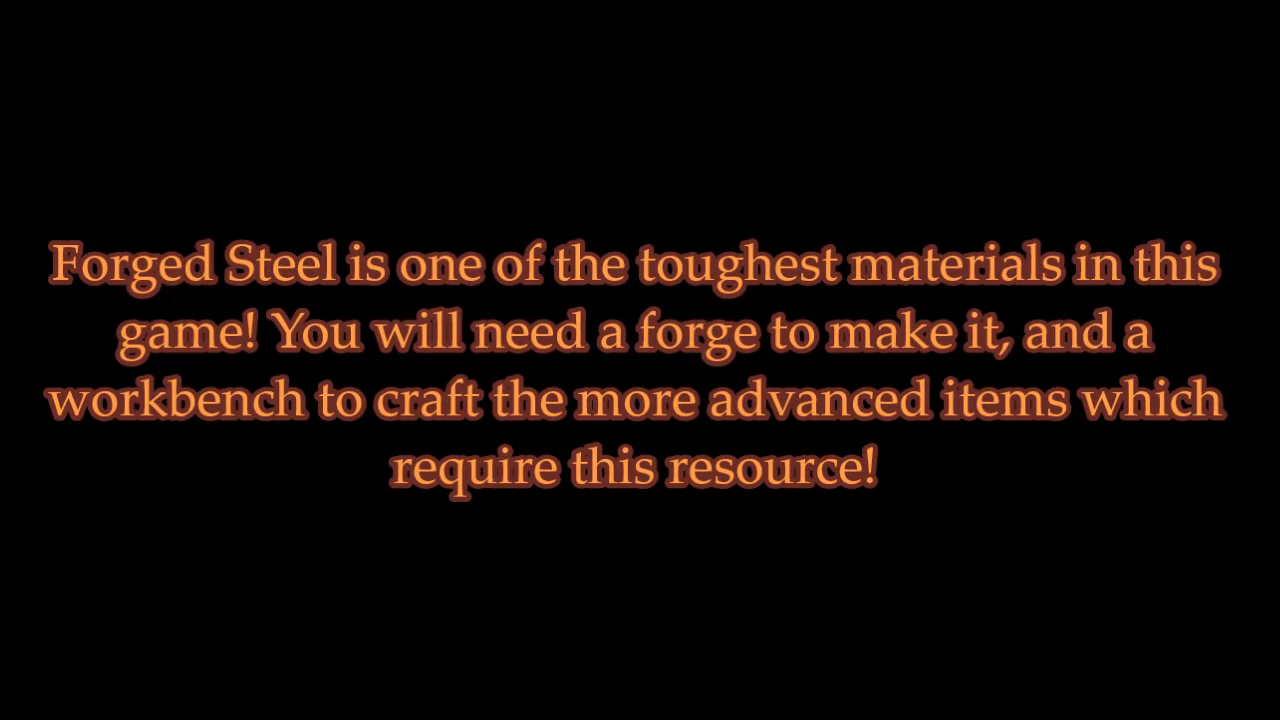 Forged Steel is one of the toughest materials in this
game! You will need a forge to make it, and a
workbench to craft the more advanced items which
require this resource!